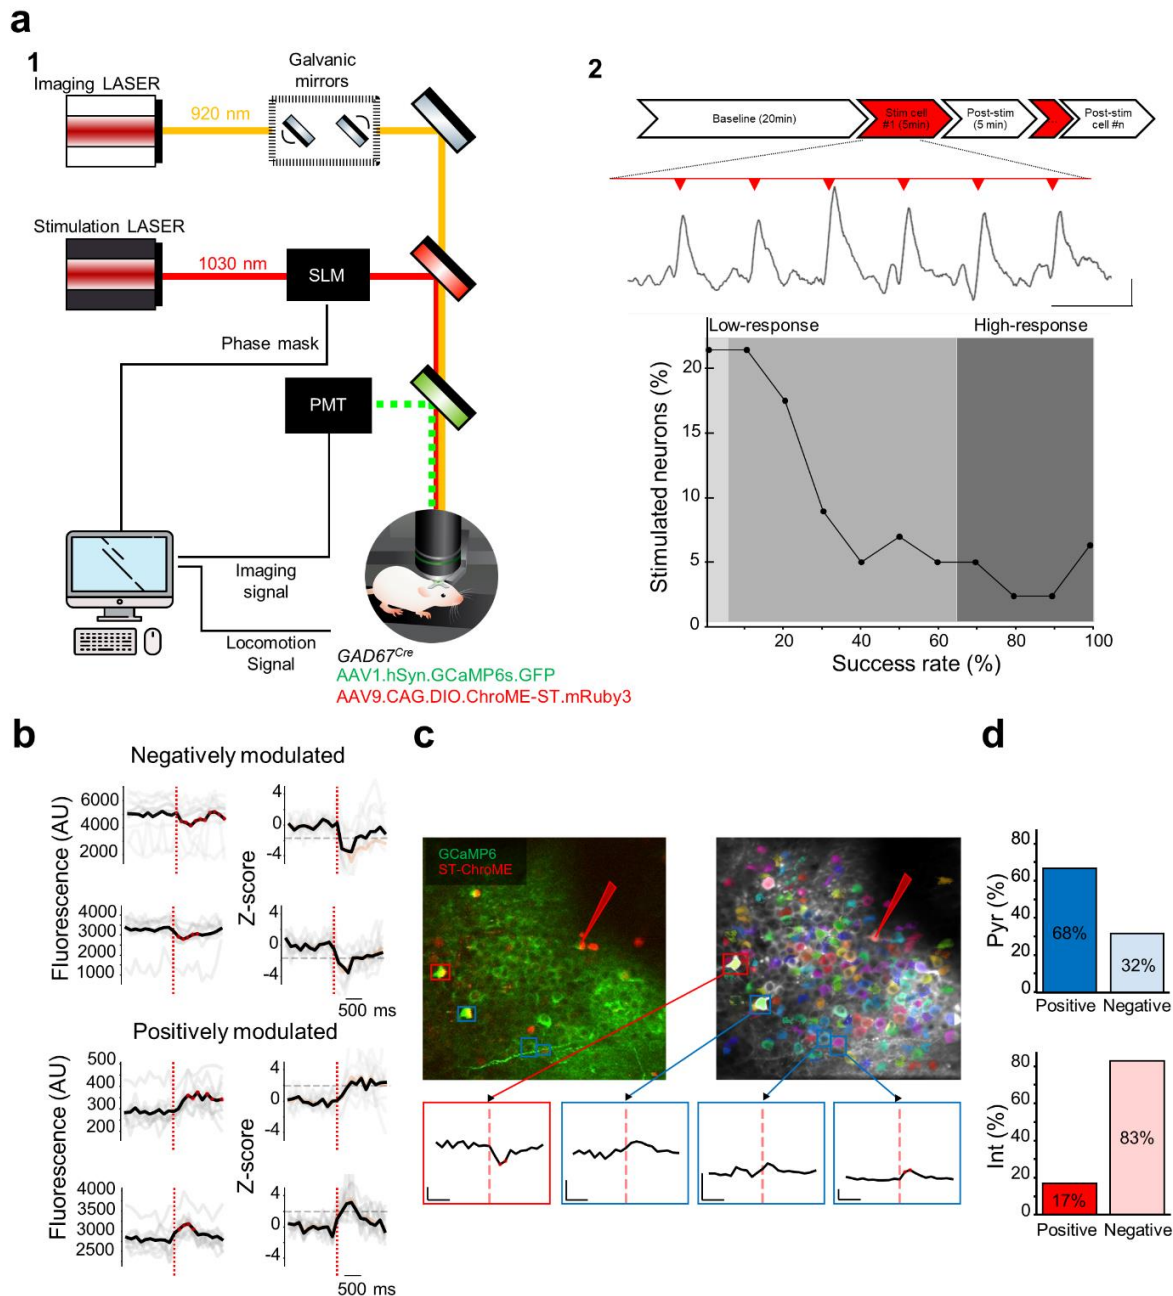 a
1
Imaging LASER
920 nm
Galvanic
mirrors
Stimulation LASER
1030 nm
SLM
Phase mask
PMT
Imaging
signal
Locomotion
Signal
GAD67Cre
AAV1.hSyn.GCaMP6s.GFP
AAV9.CAG.DIO.ChroME-ST.mRuby3
2
Baseline (20min)
Stim cell
#1 (5min)
Post-stim
(5 min)
...
Post-stim
cell #n
Low-response
High-response
Stimulated neurons (%)
20
15
10
5
0
20
40
60
80
100
Success rate (%)
b
Negatively modulated
Fluorescence (AU)
6000
4000
2000
4000
3000
2000
1000
Z-score
4
0
-4
4
0
-4
500 ms
Positively modulated
Fluorescence (AU)
500
400
300
200
4000
3500
3000
2500
Z-score
4
0
-4
4
0
-4
500 ms
c
GCaMP6
ST-ChroME
d
Pyr (%)
80
60
40
20
0
68%
32%
Positive
Negative
Int (%)
80
60
40
20
0
17%
83%
Positive
Negative